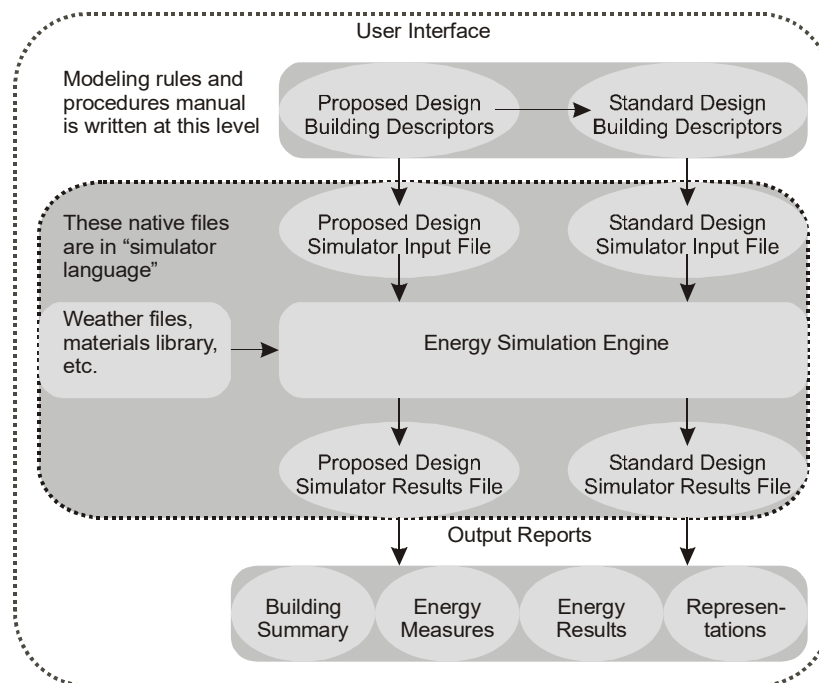 User Interface
Modeling rules and
procedures manual
is written at this level
Proposed Design
Building Descriptors
Standard Design
Building Descriptors
These native files
are in “simulator
language”
Proposed Design
Simulator Input File
Standard Design
Simulator Input File
Weather files,
materials library,
etc.
Energy Simulation Engine
Proposed Design
Simulator Results File
Standard Design
Simulator Results File
Output Reports
Building
Summary
Energy
Measures
Energy
Results
Represen-
tations